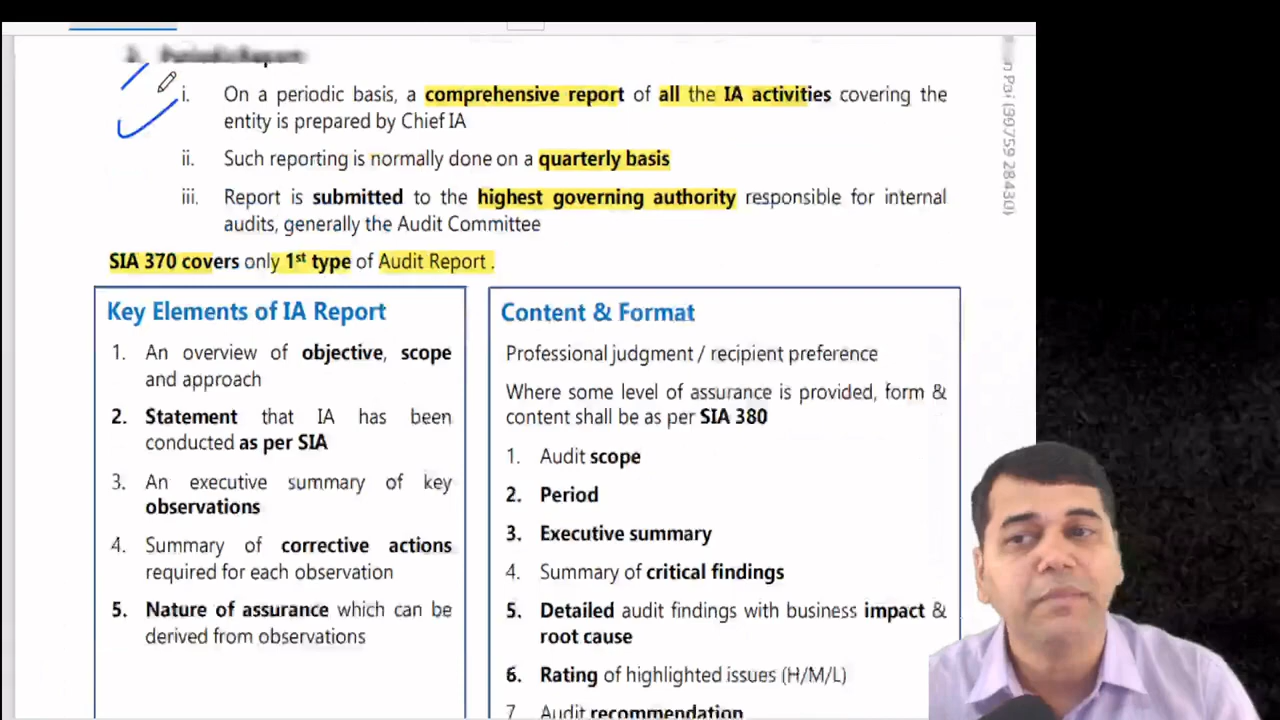 i. On a periodic basis, a comprehensive report of all the IA activities covering the
entity is prepared by Chief IA
ii. Such reporting is normally done on a quarterly basis
iii. Report is submitted to the highest governing authority responsible for internal
audits, generally the Audit Committee
SIA 370 covers only 1st type of Audit Report .
Key Elements of IA Report
1. An overview of objective, scope
and approach
2. Statement that IA has been
conducted as per SIA
3. An executive summary of key
observations
4. Summary of corrective actions
required for each observation
5. Nature of assurance which can be
derived from observations
Content & Format
Professional judgment / recipient preference
Where some level of assurance is provided, form &
content shall be as per SIA 380
1. Audit scope
2. Period
3. Executive summary
4. Summary of critical findings
5. Detailed audit findings with business impact &
root cause
6. Rating of highlighted issues (H/M/L)
7 Audit recommendation
Pai (99759 28430)